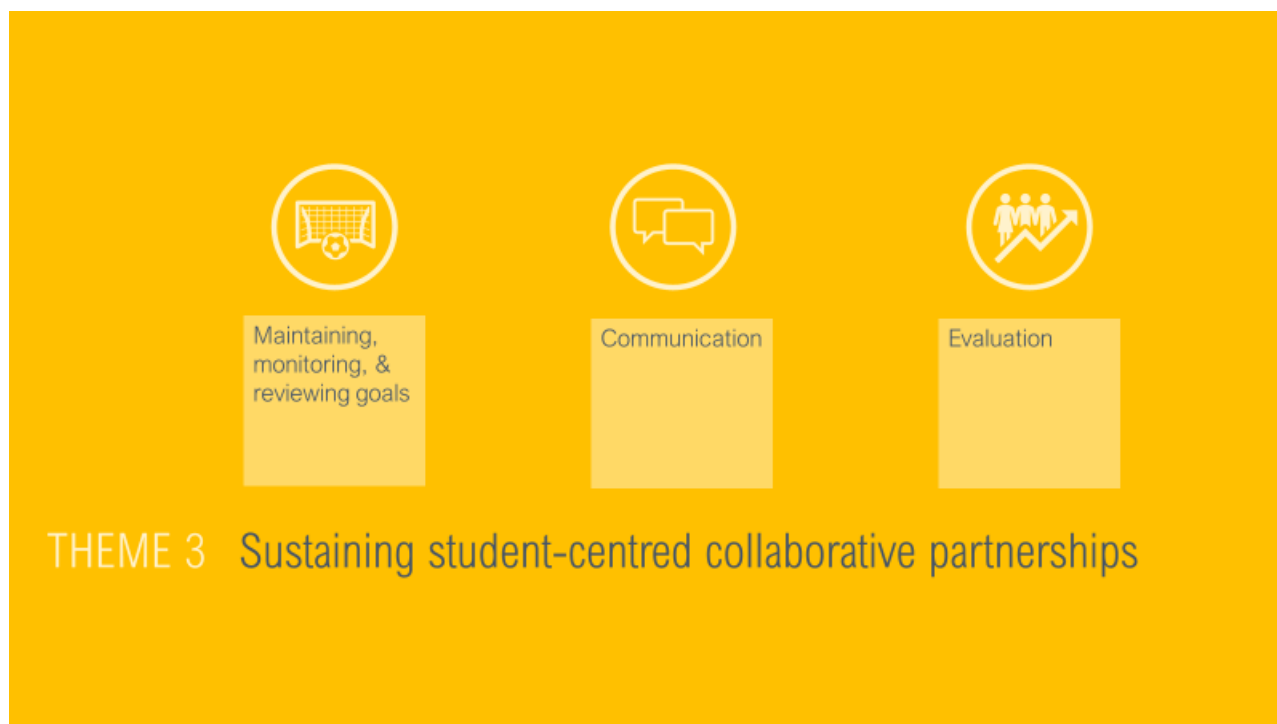 Maintaining,
monitoring, &
reviewing goals
Communication
Evaluation
THEME 3 Sustaining student-centred collaborative partnerships